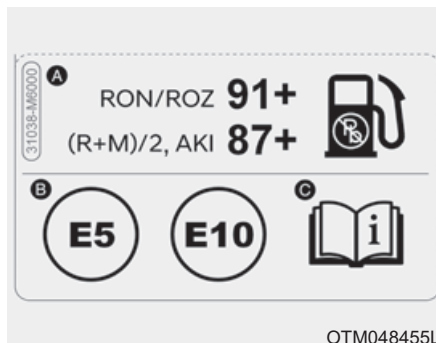 31038-M6000
A
RON/ROZ 91+
(R+M)/2, AKI 87+
Pb
B
E5
E10
C
i
OTM048455L